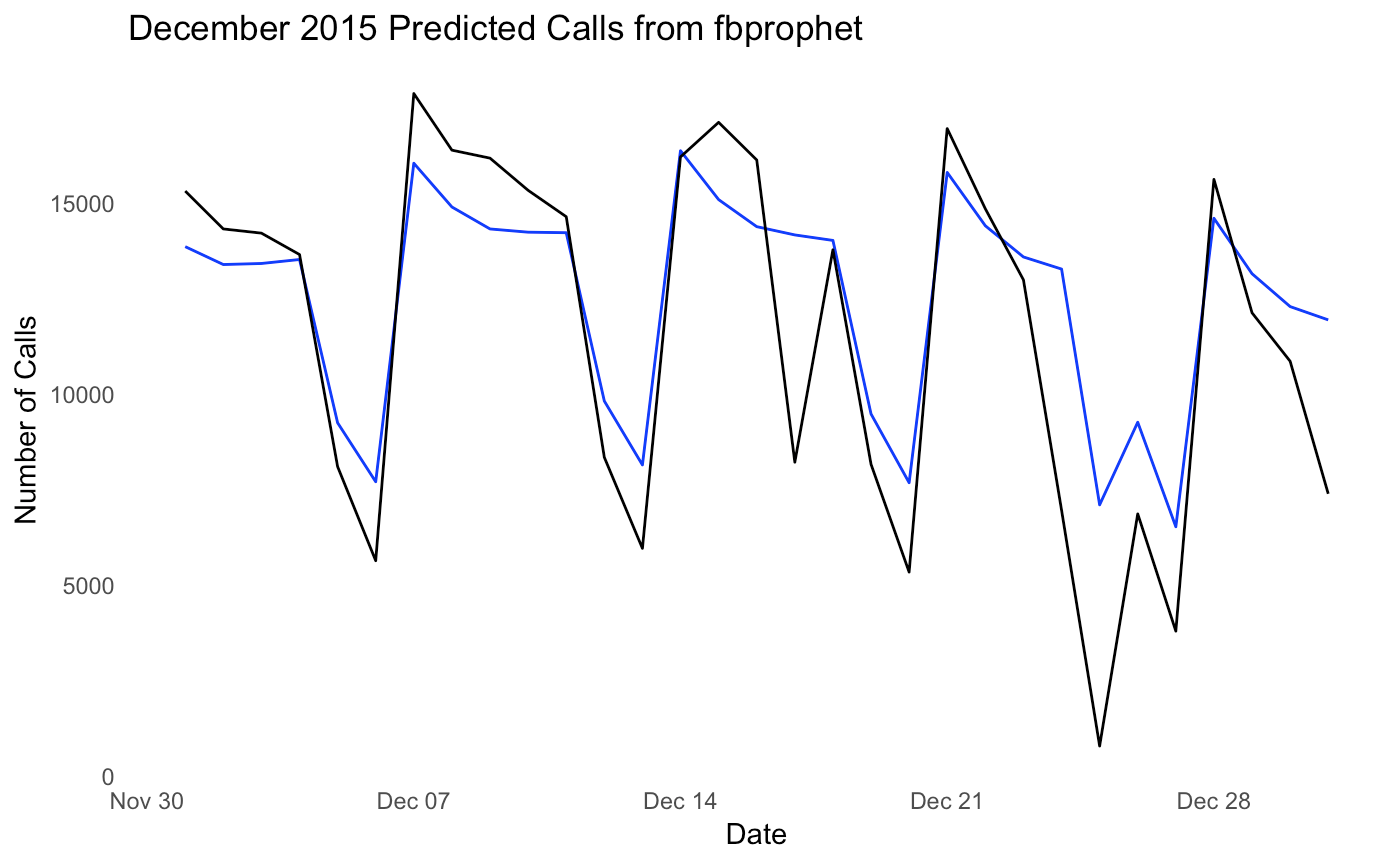 December 2015 Predicted Calls from fbprophet
Number of Calls
15000
10000
5000
0
Nov 30
Dec 07
Dec 14
Dec 21
Dec 28
Date